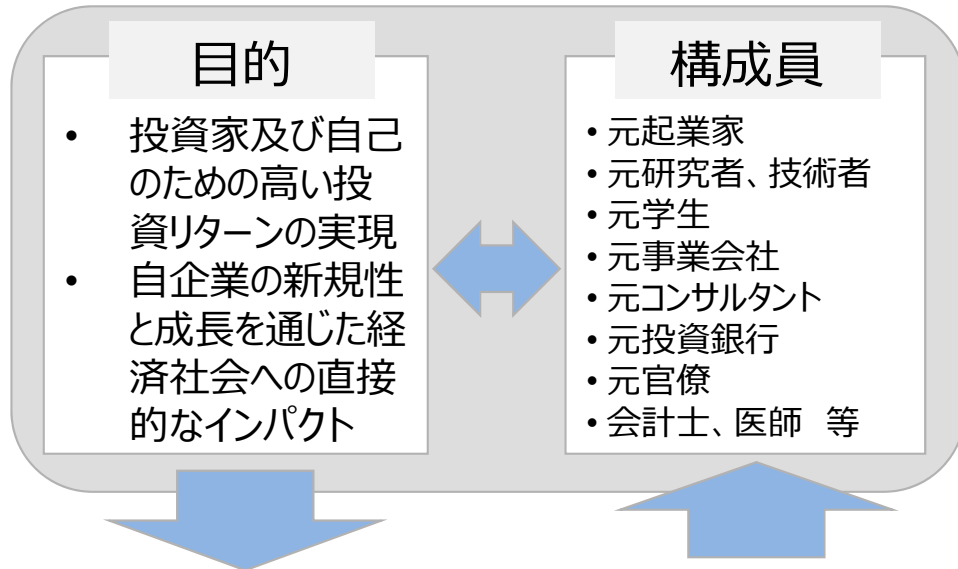 目的
• 投資家及び自己
のための高い投
資リターンの実現
• 自企業の新規性
と成長を通じた経
済社会への直接
的なインパクト
構成員
• 元起業家
• 元研究者、技術者
• 元学生
• 元事業会社
• 元コンサルタント
• 元投資銀行
• 元官僚
• 会計士、医師　等